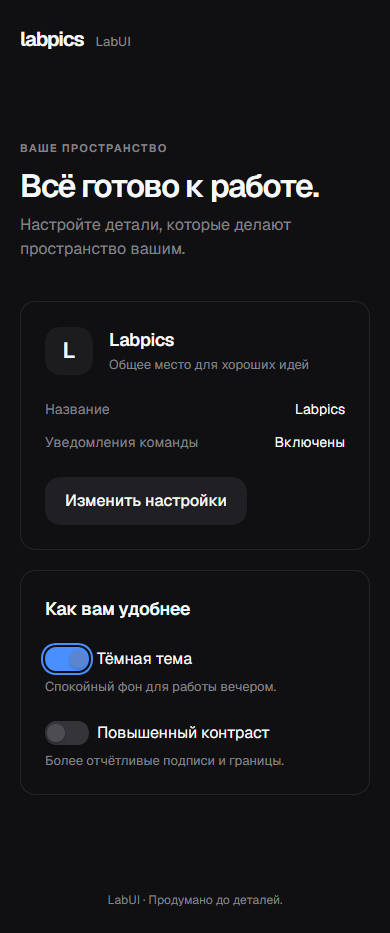 labpics LabUI
ВАШЕ ПРОСТРАНСТВО
Всё готово к работе.
Настройте детали, которые делают
пространство вашим.
L
Labpics
Общее место для хороших идей
Название Labpics
Уведомления команды Включены
Изменить настройки
Как вам удобнее
Тёмная тема
Спокойный фон для работы вечером.
Повышенный контраст
Более отчётливые подписи и границы.
LabUI · Продумано до деталей.